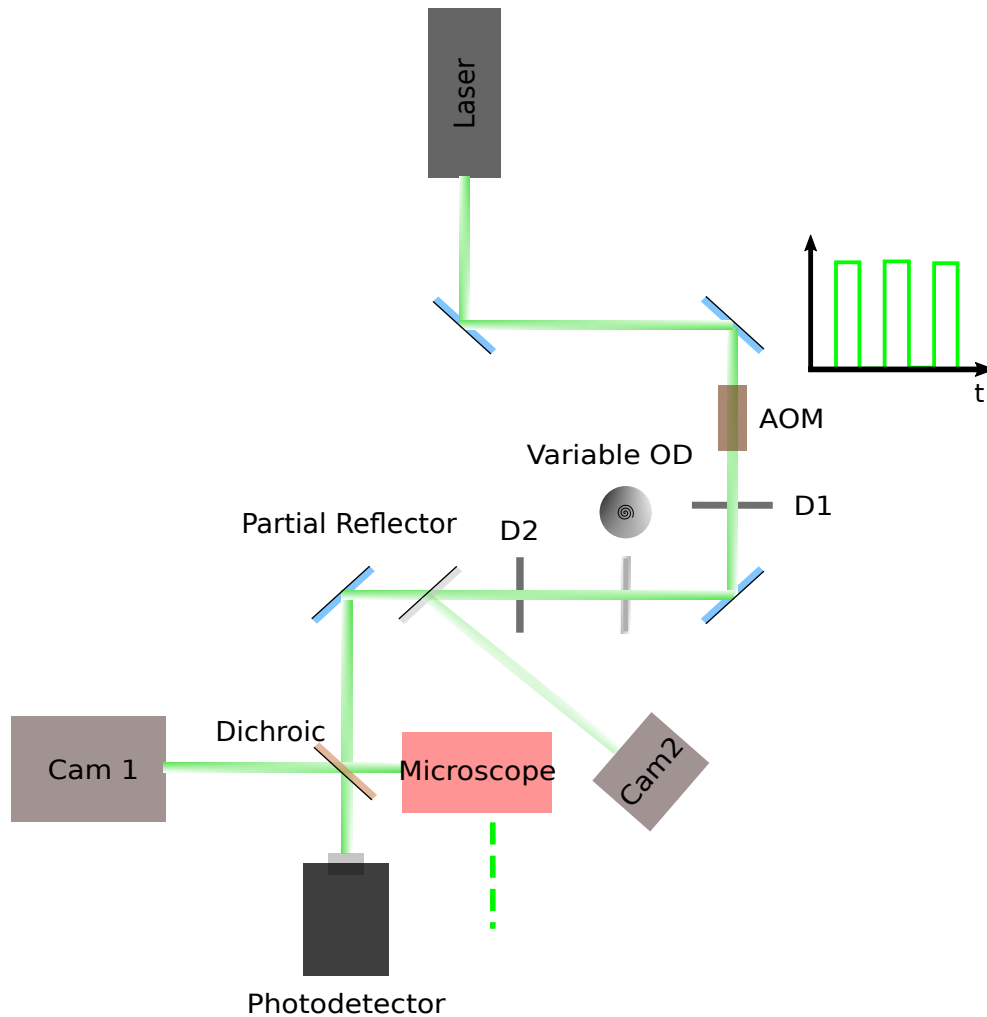 Laser
t
AOM
Variable OD
D1
Partial Reflector
D2
Dichroic
Cam 1
Microscope
Cam2
Photodetector